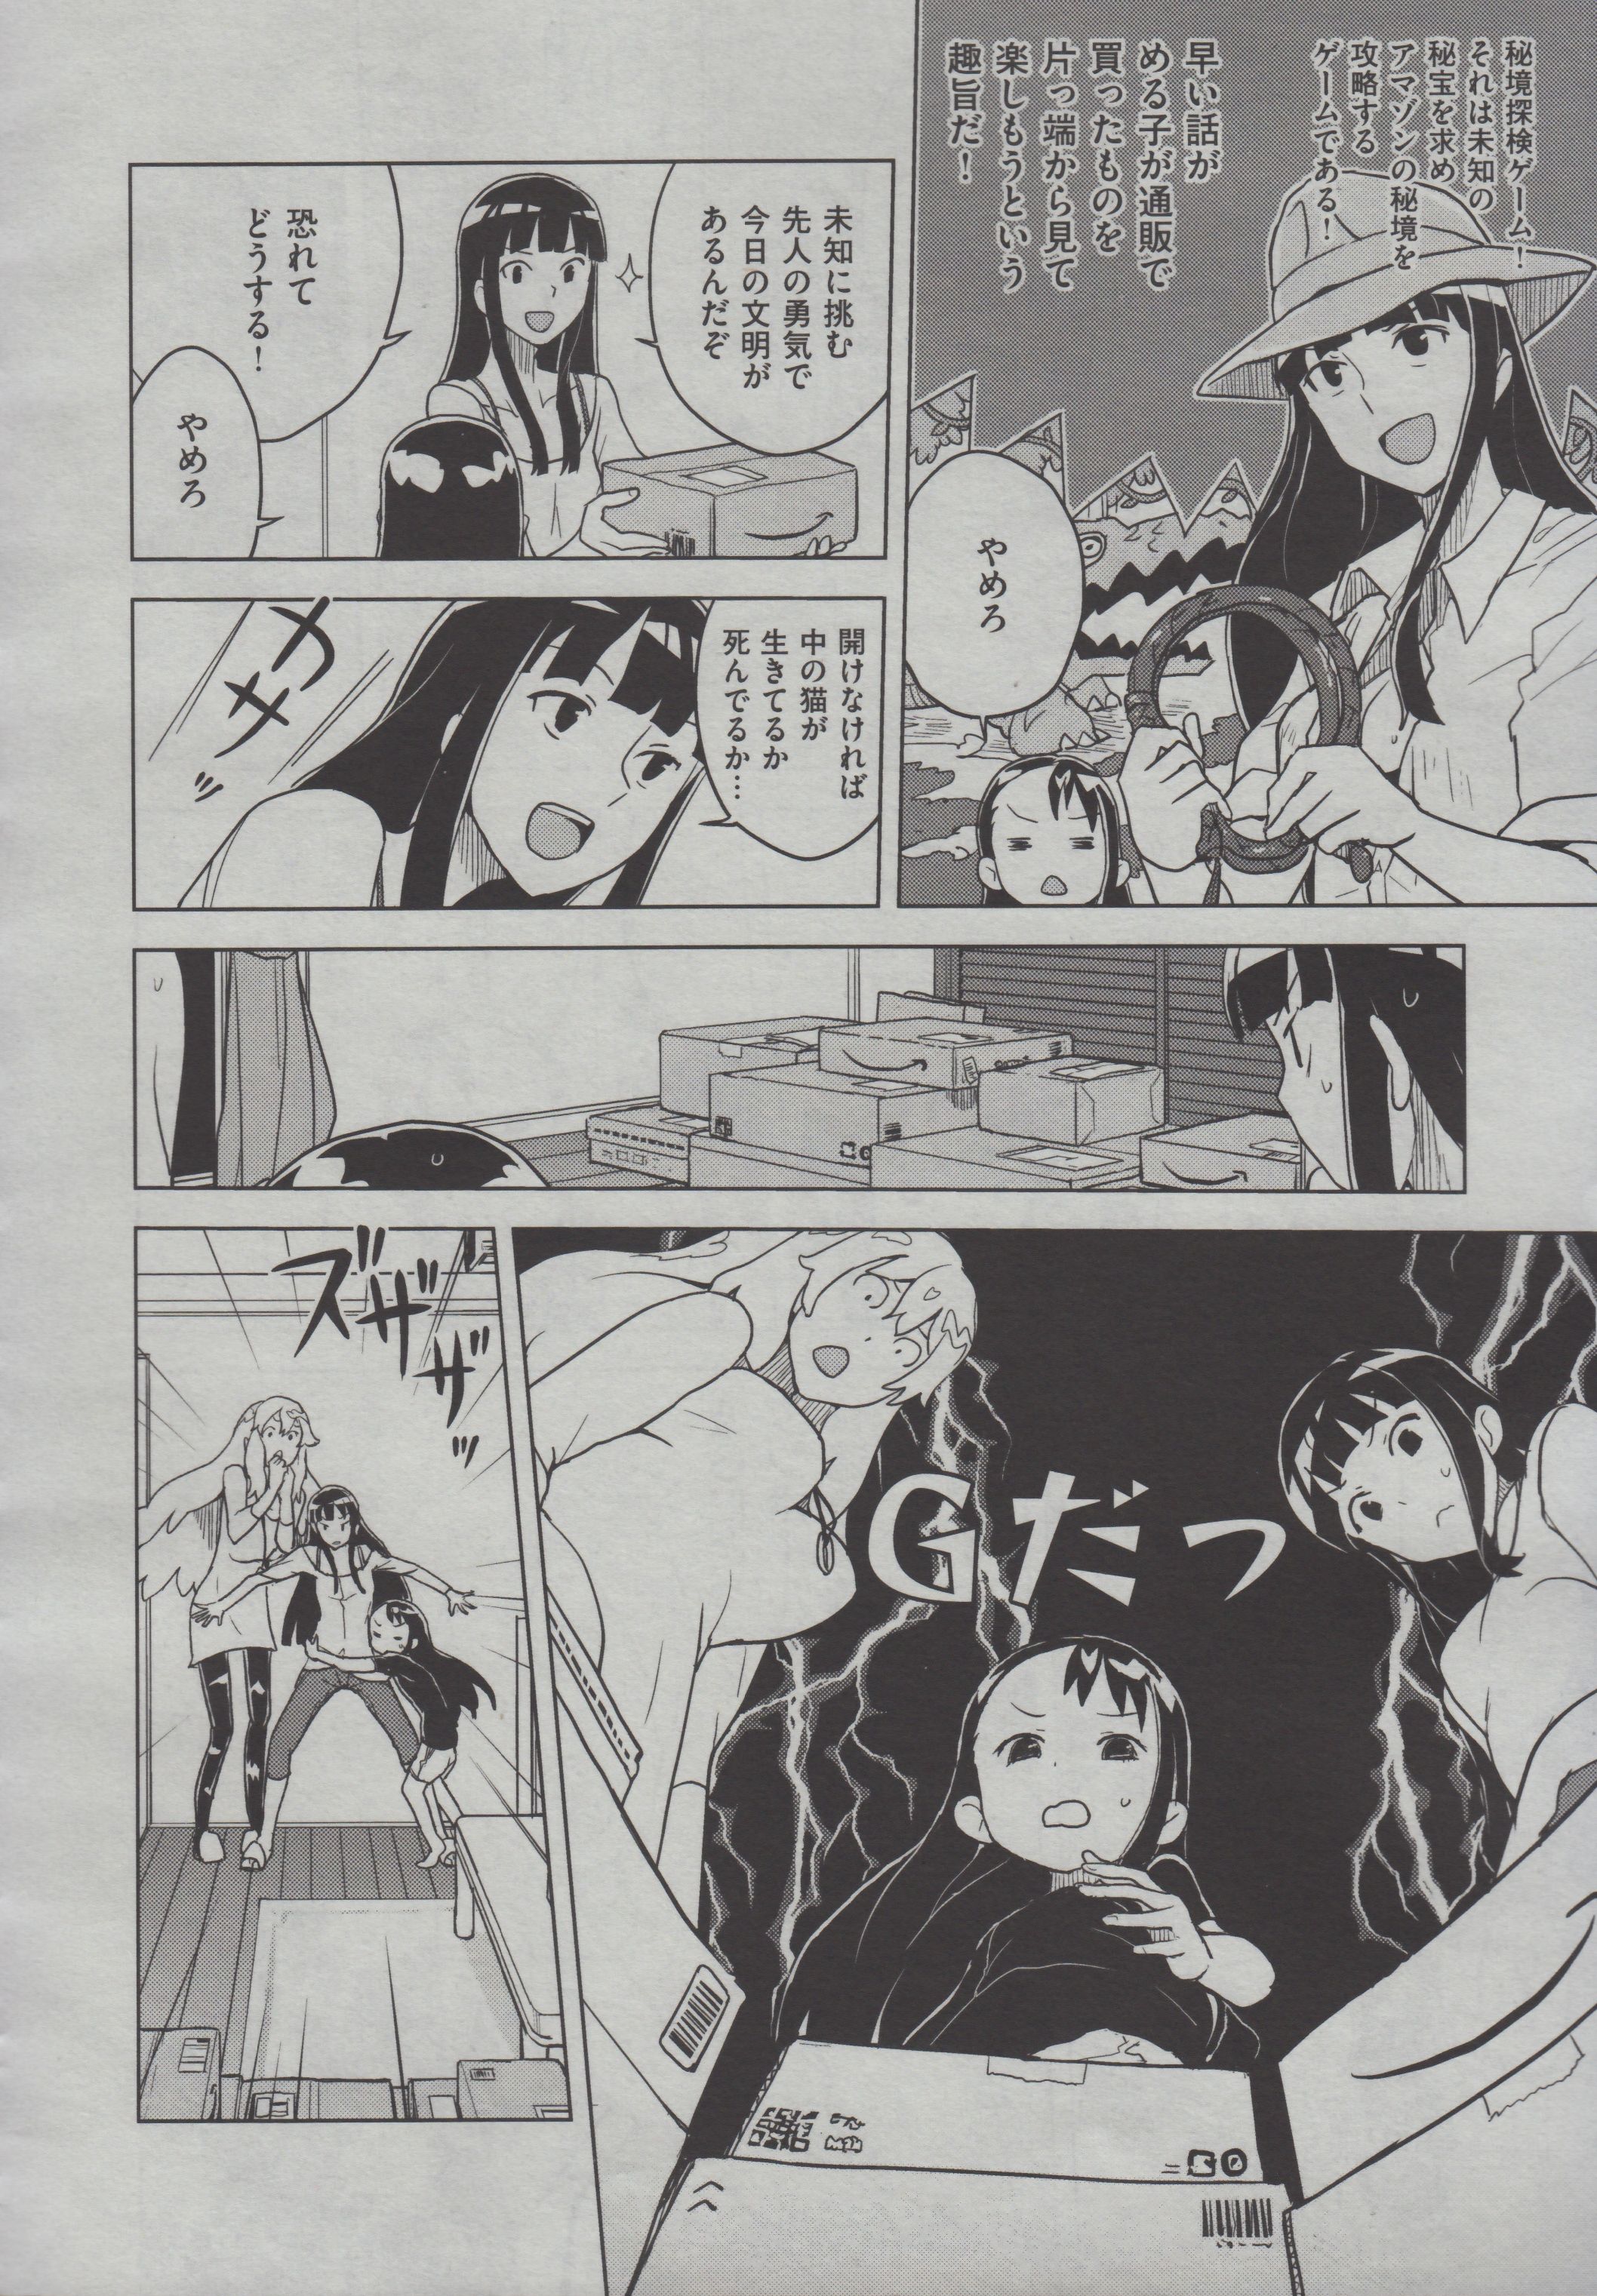 秘境探検ゲーム!
それは未知の
秘宝を求め
アマゾンの秘境を
攻略する
ゲームである!
早い話が
める子が通販で
買ったものを
片っ端から見て
楽しもうという
趣旨だ!
やめろ
未知に挑む
先人の勇気で
今日の文明が
あるんだぞ
恐れて
どうする!
やめろ
開けなければ
中の猫が
生きてるか
死んでるか…
メメ〃
Gだっ
ズザザ〃